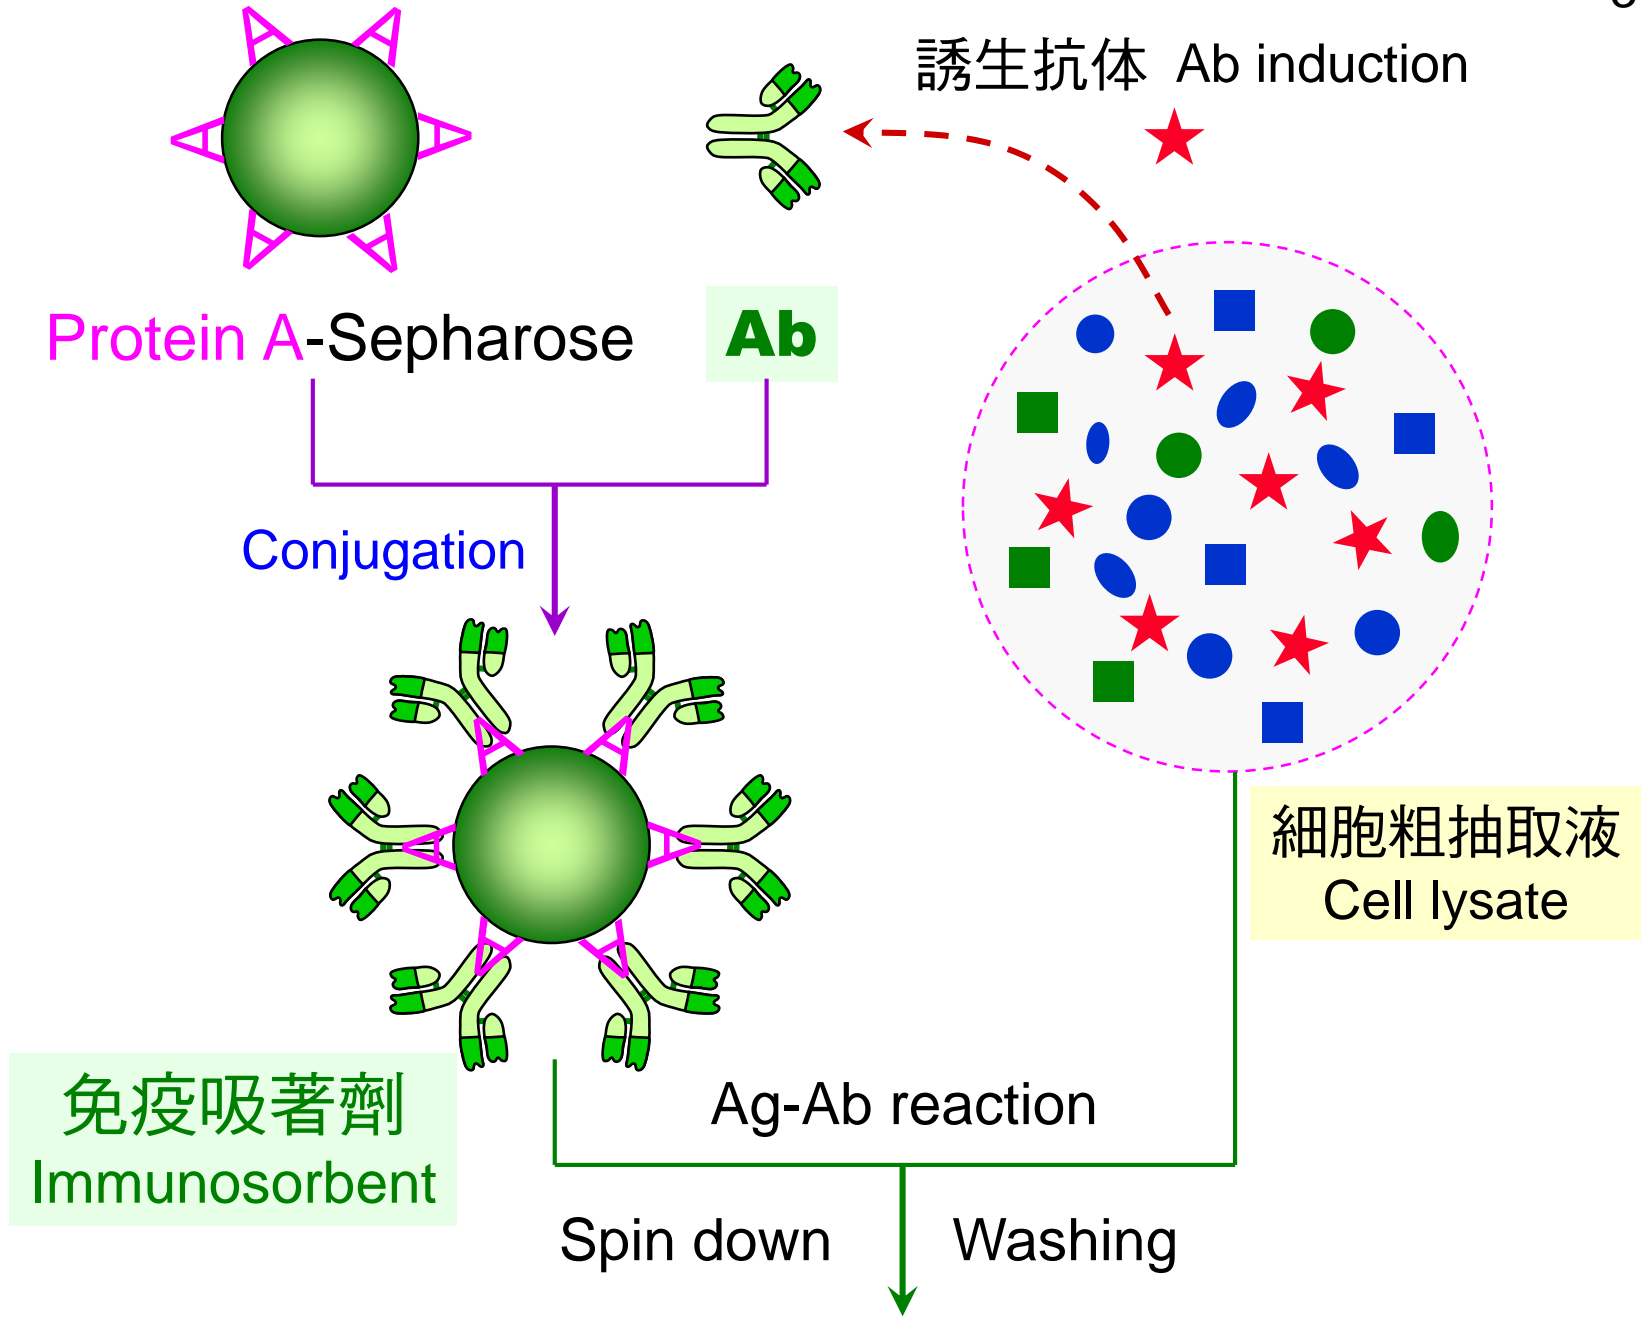 誘生抗体 Ab induction
Protein A-Sepharose
Ab
Conjugation
細胞粗抽取液
Cell lysate
免疫吸著劑
Immunosorbent
Ag-Ab reaction
Spin down
Washing